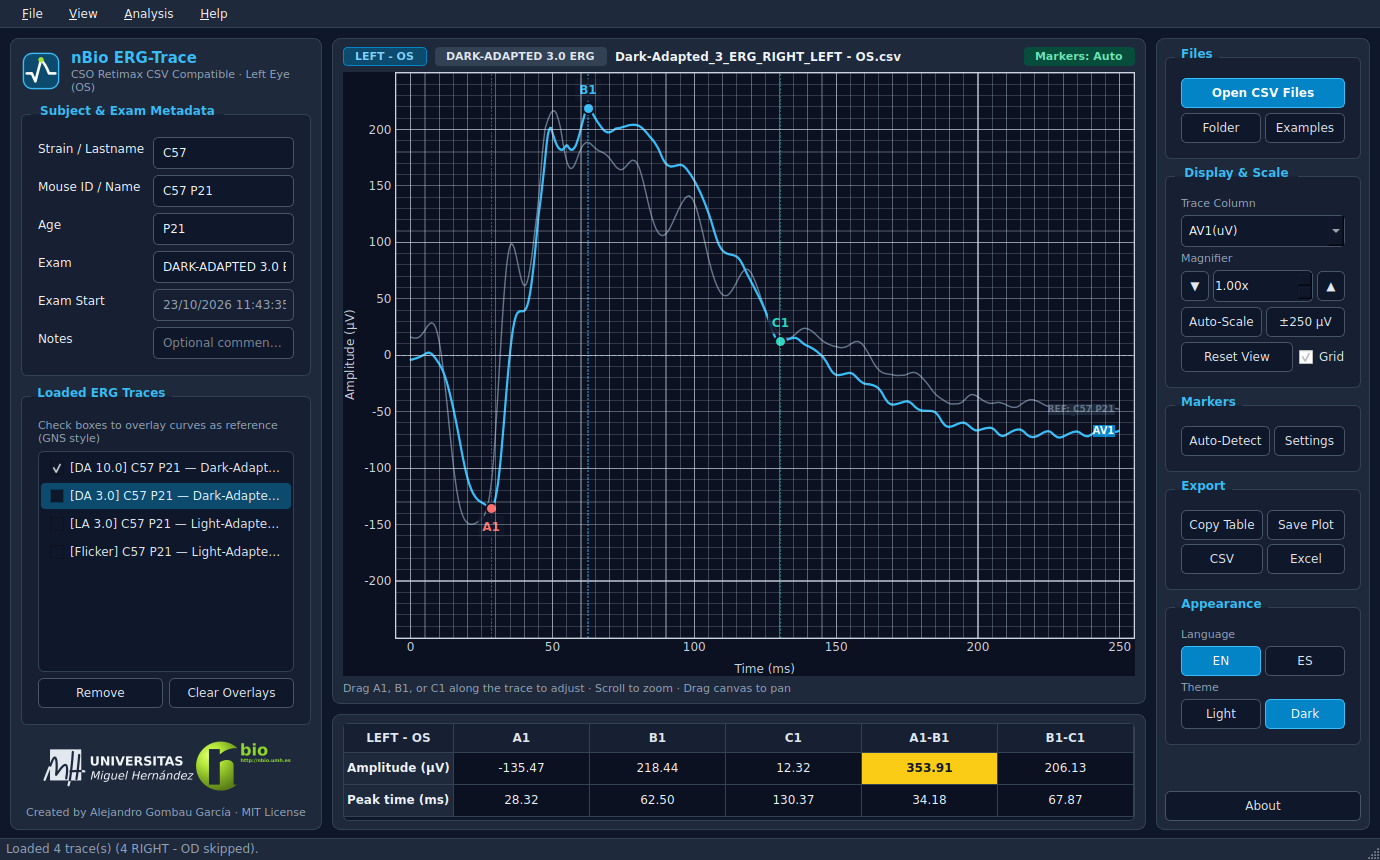 File View Analysis Help
nBio ERG-Trace
CSO Retimax CSV Compatible · Left Eye
(OS)
Subject & Exam Metadata
Strain / Lastname C57
Mouse ID / Name C57 P21
Age P21
Exam DARK-ADAPTED 3.0 E
Exam Start 23/10/2026 11:43:35
Notes Optional commen...
Loaded ERG Traces
Check boxes to overlay curves as reference
(GNS style)
[DA 10.0] C57 P21 — Dark-Adapt...
[DA 3.0] C57 P21 — Dark-Adapte...
[LA 3.0] C57 P21 — Light-Adapte...
[Flicker] C57 P21 — Light-Adapte...
Remove Clear Overlays
UNIVERSITAS
Miguel Hernández
bio
http://nbio.umh.es
Created by Alejandro Gombau García · MIT License
LEFT - OS DARK-ADAPTED 3.0 ERG Dark-Adapted_3_ERG_RIGHT_LEFT - OS.csv Markers: Auto
Amplitude (µV)
200
150
100
50
0
-50
-100
-150
-200
B1
C1
A1
REF: C57 P21
AV1
0 50 100 150 200 250
Time (ms)
Drag A1, B1, or C1 along the trace to adjust · Scroll to zoom · Drag canvas to pan
LEFT - OS A1 B1 C1 A1-B1 B1-C1
Amplitude (µV) -135.47 218.44 12.32 353.91 206.13
Peak time (ms) 28.32 62.50 130.37 34.18 67.87
Files
Open CSV Files
Folder Examples
Display & Scale
Trace Column
AV1(uV)
Magnifier
▼ 1.00x ▲
Auto-Scale ±250 µV
Reset View Grid
Markers
Auto-Detect Settings
Export
Copy Table Save Plot
CSV Excel
Appearance
Language
EN ES
Theme
Light Dark
About
Loaded 4 trace(s) (4 RIGHT - OD skipped).